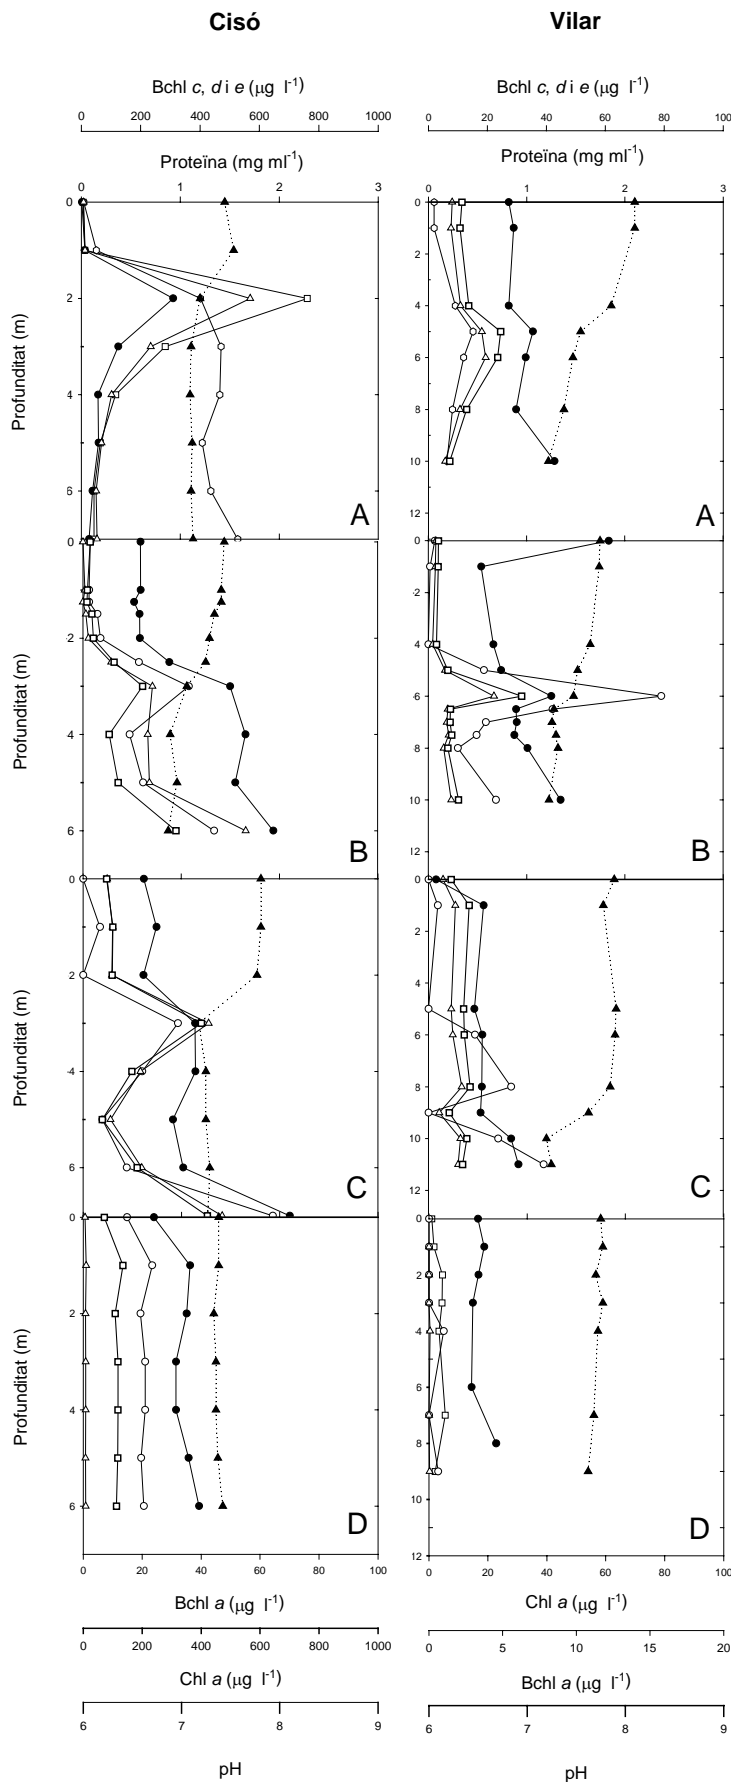 Cisó Vilar
Bchl c, d i e (μg l-1) Bchl c, d i e (μg l-1)
0 200 400 600 800 1000 0 20 40 60 80 100
Proteïna (mg ml-1) Proteïna (mg ml-1)
0 1 2 3 0 1 2 3
Profunditat (m)
0
2
4
6
A
0
2
4
6
8
10
12
A
0
2
4
6
B
0
2
4
6
8
10
12
B
Profunditat (m)
0
2
4
6
C
0
2
4
6
8
10
12
C
Profunditat (m)
0
2
4
6
D
0
2
4
6
8
10
12
D
0 20 40 60 80 100 0 20 40 60 80 100
Bchl a (μg l-1) Chl a (μg l-1)
0 200 400 600 800 1000 0 5 10 15 20
Chl a (μg l-1) Bchl a (μg l-1)
6 7 8 9 6 7 8 9
pH pH